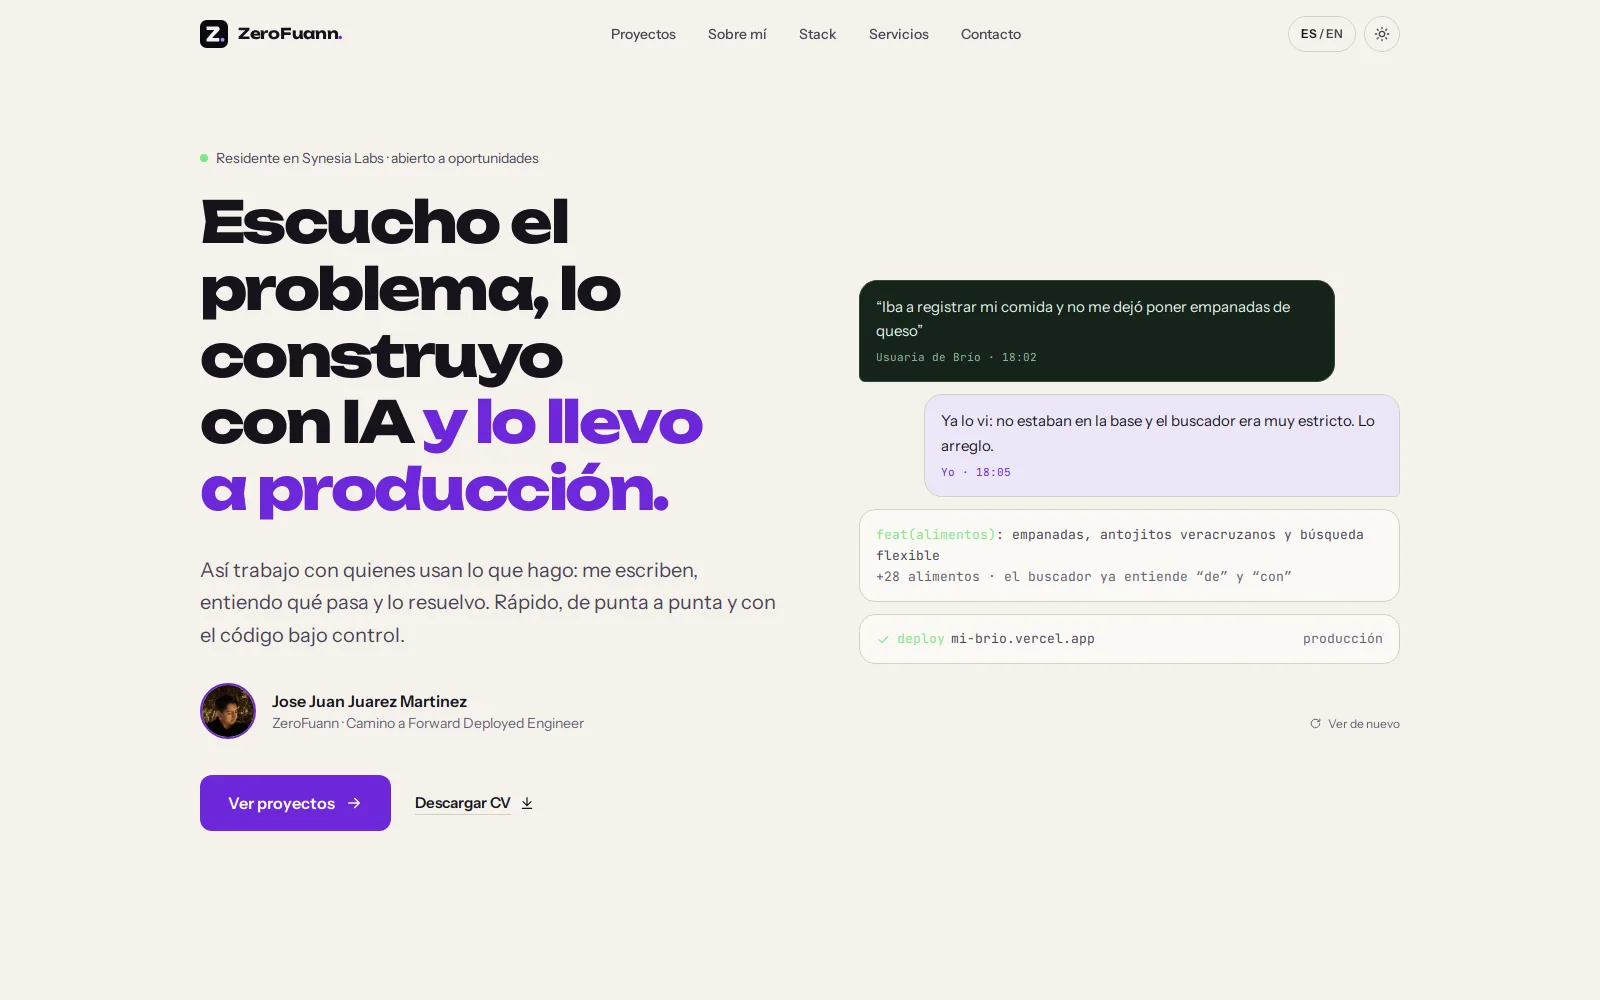 Z.
ZeroFuann.
Proyectos
Sobre mí
Stack
Servicios
Contacto
ES / EN
Residente en Synesia Labs · abierto a oportunidades
Escucho el
problema, lo
construyo
con IA y lo llevo
a producción.
Así trabajo con quienes usan lo que hago: me escriben,
entiendo qué pasa y lo resuelvo. Rápido, de punta a punta y con
el código bajo control.
Jose Juan Juarez Martinez
ZeroFuann · Camino a Forward Deployed Engineer
Ver proyectos →
Descargar CV
“Iba a registrar mi comida y no me dejó poner empanadas de
queso”
Usuaria de Brío · 18:02
Ya lo vi: no estaban en la base y el buscador era muy estricto. Lo
arreglo.
Yo · 18:05
feat(alimentos): empanadas, antojitos veracruzanos y búsqueda
flexible
+28 alimentos · el buscador ya entiende “de” y “con”
✓ deploy mi-brio.vercel.app
producción
Ver de nuevo